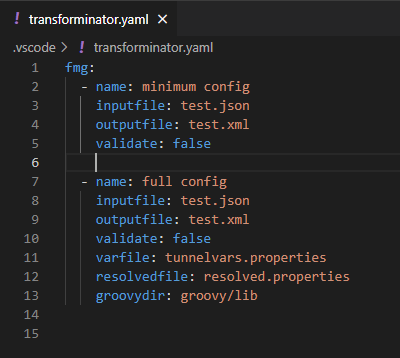 ! transforminator.yaml ×
.vscode > ! transforminator.yaml
1 fmg:
2 - name: minimum config
3 inputfile: test.json
4 outputfile: test.xml
5 validate: false
6
7 - name: full config
8 inputfile: test.json
9 outputfile: test.xml
10 validate: false
11 varfile: tunnelvars.properties
12 resolvedfile: resolved.properties
13 groovydir: groovy/lib
14
15